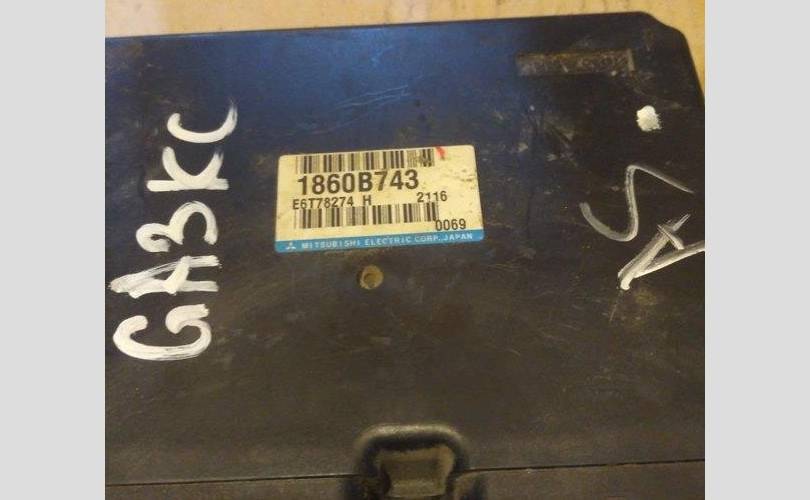 1860B743
E6T78274 H 2116
0069
MITSUBISHI ELECTRIC CORP. JAPAN
GA3KC